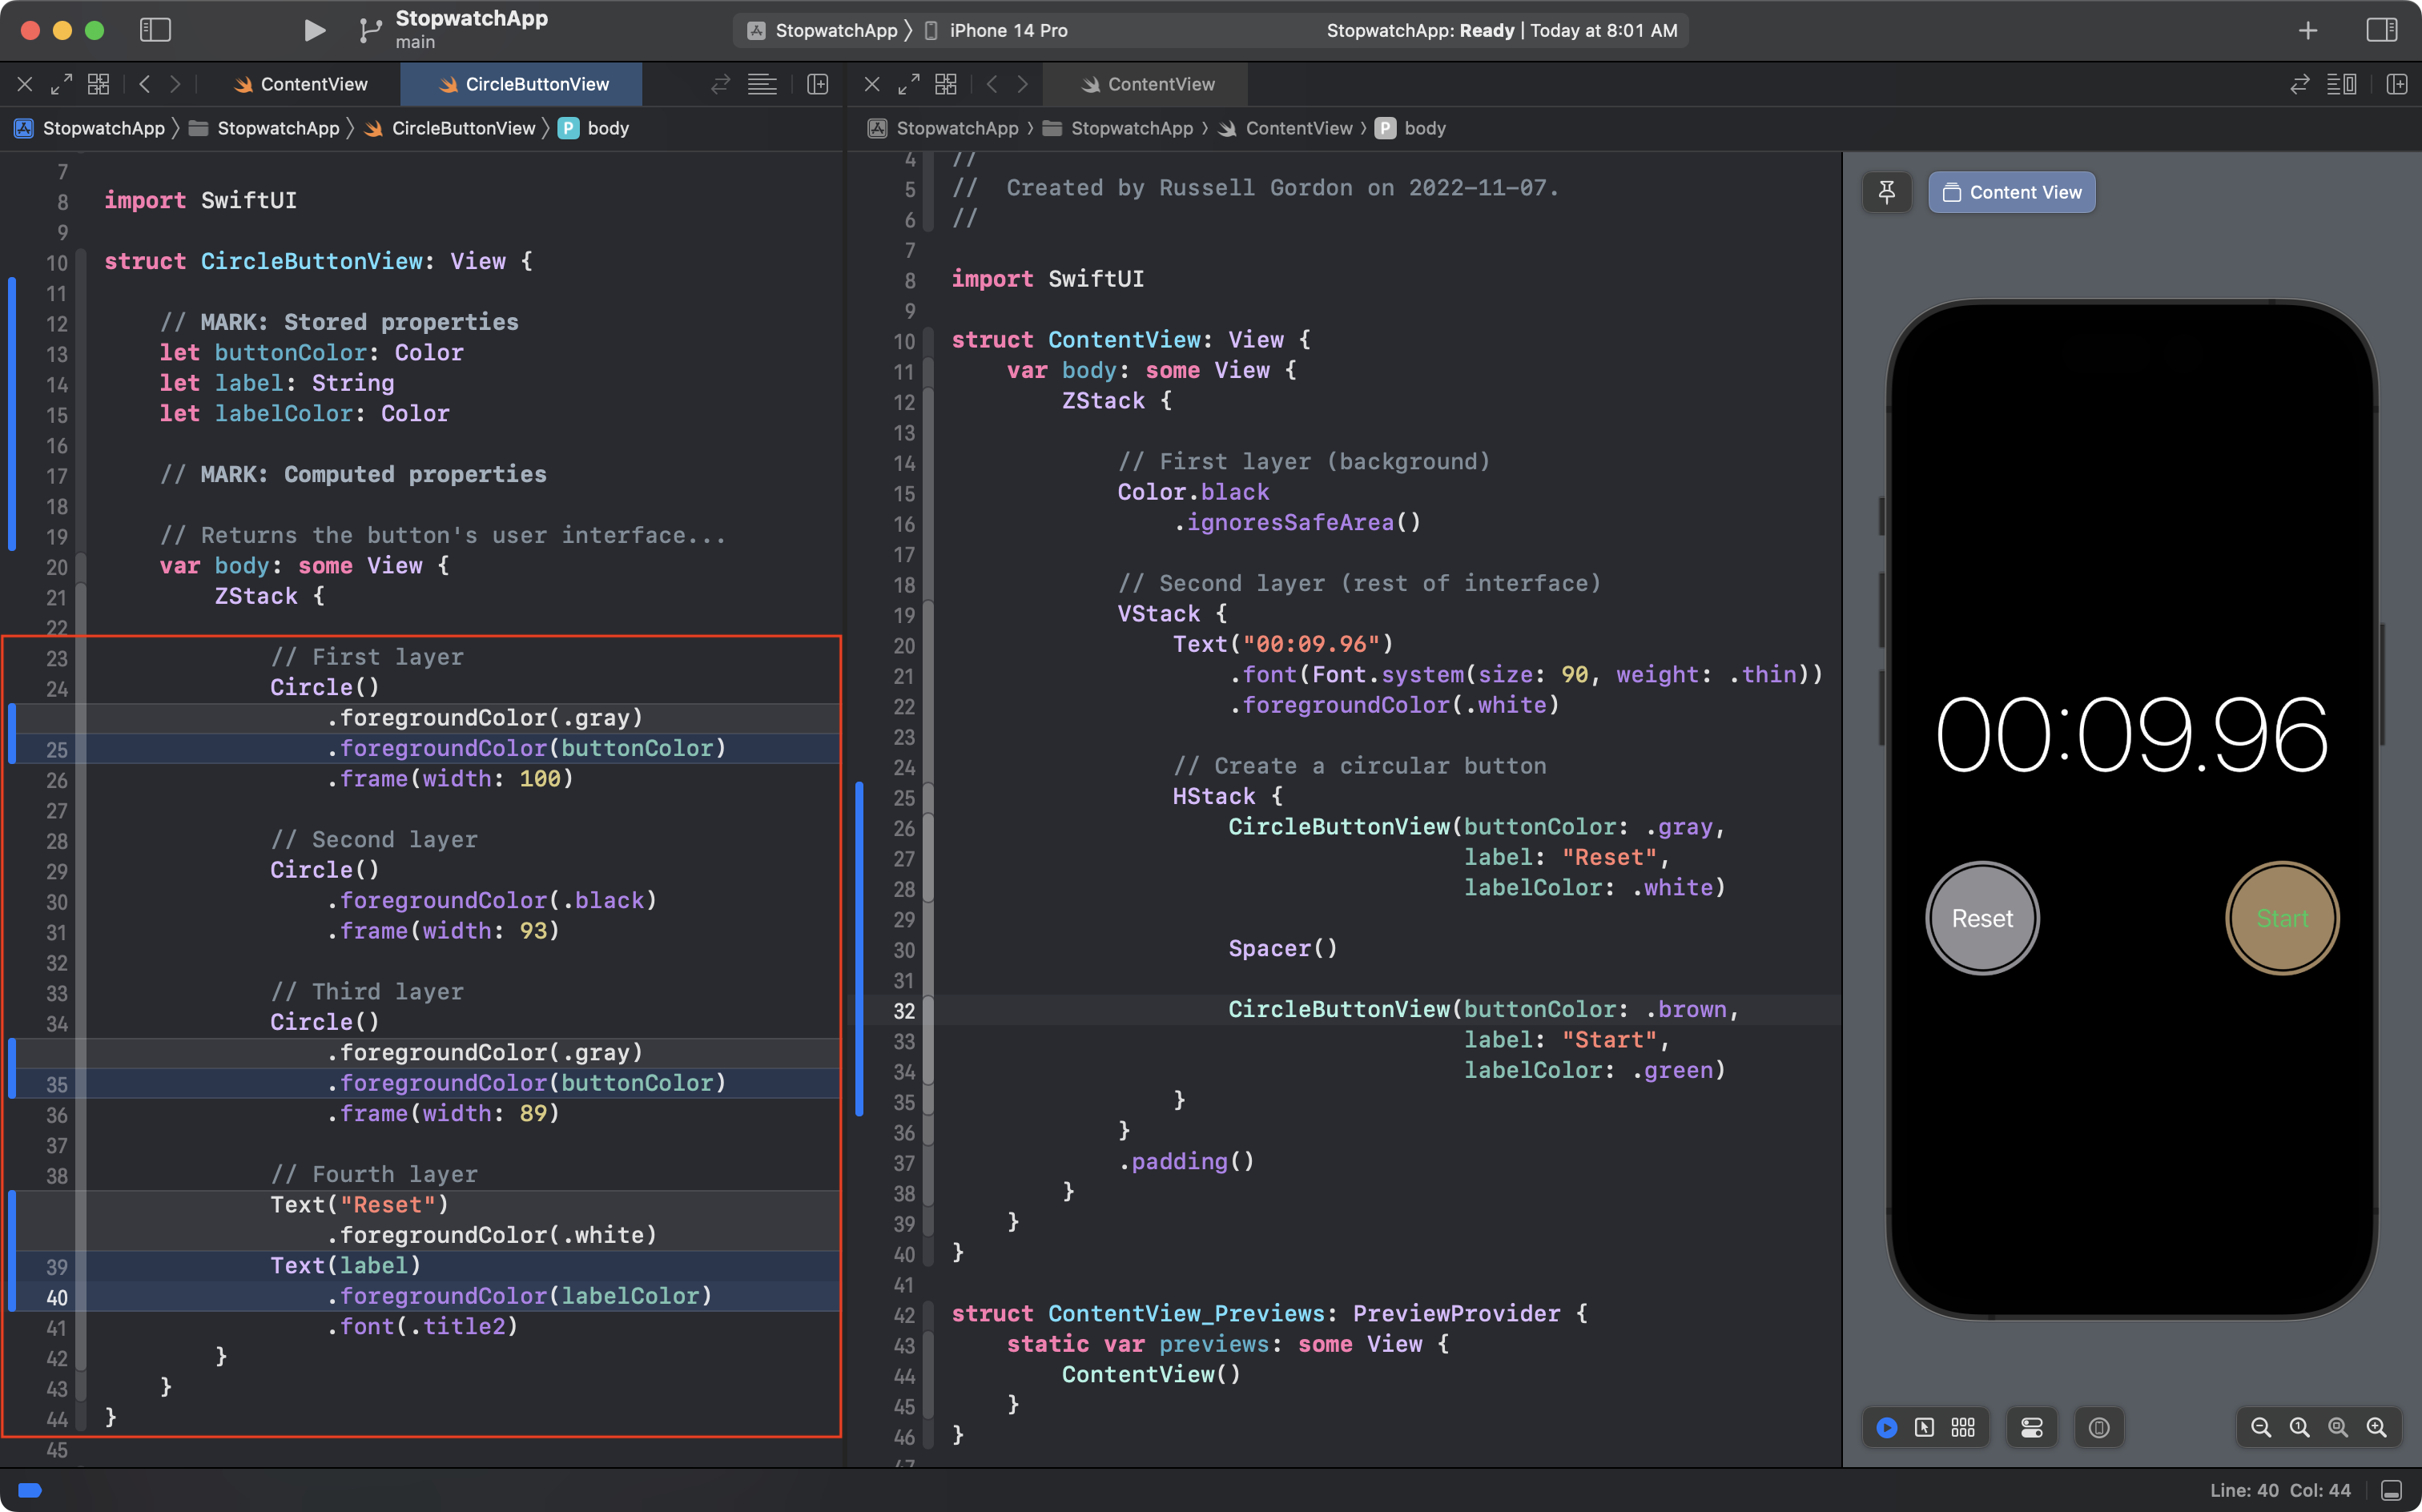 StopwatchApp
main
StopwatchApp 〉 iPhone 14 Pro
StopwatchApp: Ready | Today at 8:01 AM
ContentView
CircleButtonView
StopwatchApp 〉 StopwatchApp 〉 CircleButtonView 〉 P body
7
8 import SwiftUI
9
10 struct CircleButtonView: View {
11
12 // MARK: Stored properties
13 let buttonColor: Color
14 let label: String
15 let labelColor: Color
16
17 // MARK: Computed properties
18
19 // Returns the button's user interface...
20 var body: some View {
21 ZStack {
22
23 // First layer
24 Circle()
.foregroundColor(.gray)
25 .foregroundColor(buttonColor)
26 .frame(width: 100)
27
28 // Second layer
29 Circle()
30 .foregroundColor(.black)
31 .frame(width: 93)
32
33 // Third layer
34 Circle()
.foregroundColor(.gray)
35 .foregroundColor(buttonColor)
36 .frame(width: 89)
37
38 // Fourth layer
Text("Reset")
.foregroundColor(.white)
39 Text(label)
40 .foregroundColor(labelColor)
41 .font(.title2)
42 }
43 }
44 }
45
ContentView
StopwatchApp 〉 StopwatchApp 〉 ContentView 〉 P body
4 //
5 //  Created by Russell Gordon on 2022-11-07.
6 //
7
8 import SwiftUI
9
10 struct ContentView: View {
11 var body: some View {
12 ZStack {
13
14 // First layer (background)
15 Color.black
16 .ignoresSafeArea()
17
18 // Second layer (rest of interface)
19 VStack {
20 Text("00:09.96")
21 .font(Font.system(size: 90, weight: .thin))
22 .foregroundColor(.white)
23
24 // Create a circular button
25 HStack {
26 CircleButtonView(buttonColor: .gray,
27 label: "Reset",
28 labelColor: .white)
29
30 Spacer()
31
32 CircleButtonView(buttonColor: .brown,
33 label: "Start",
34 labelColor: .green)
35 }
36 }
37 .padding()
38 }
39 }
40 }
41
42 struct ContentView_Previews: PreviewProvider {
43 static var previews: some View {
44 ContentView()
45 }
46 }
47
Content View
00:09.96
Reset
Start
Line: 40 Col: 44